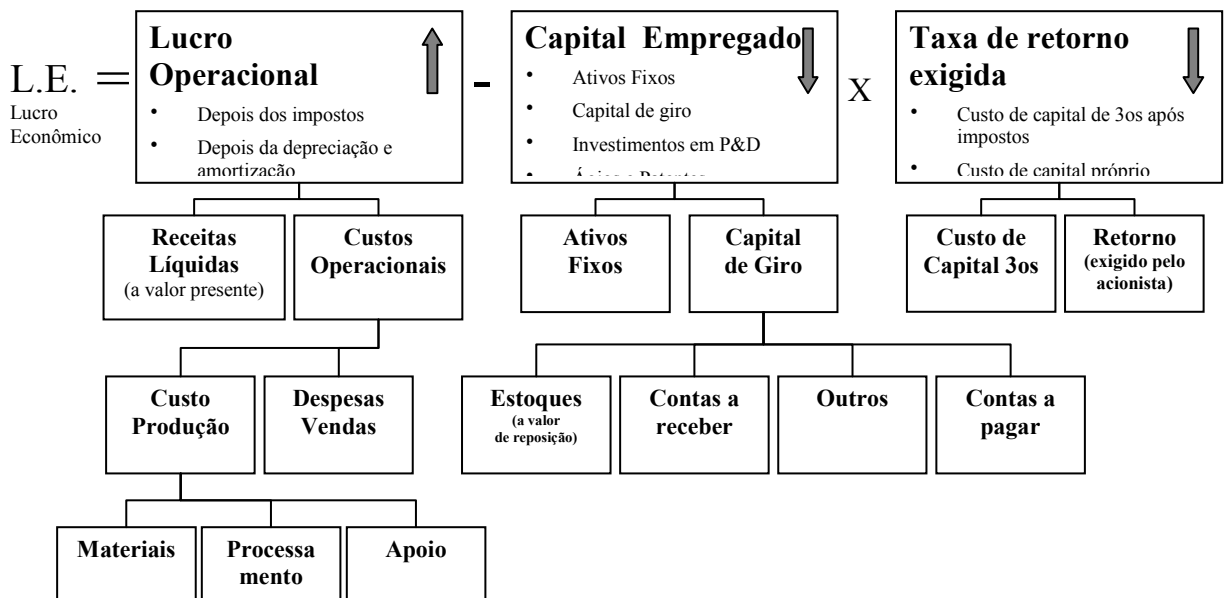 L.E. =
Lucro
Econômico
Lucro
Operacional
• Depois dos impostos
• Depois da depreciação e
amortização
-
Capital Empregado
• Ativos Fixos
• Capital de giro
• Investimentos em P&D
X
Taxa de retorno
exigida
• Custo de capital de 3os após
impostos
• Custo de capital próprio
Receitas
Líquidas
(a valor presente)
Custos
Operacionais
Ativos
Fixos
Capital
de Giro
Custo de
Capital 3os
Retorno
(exigido pelo
acionista)
Custo
Produção
Despesas
Vendas
Estoques
(a valor
de reposição)
Contas a
receber
Outros
Contas a
pagar
Materiais
Processa
mento
Apoio